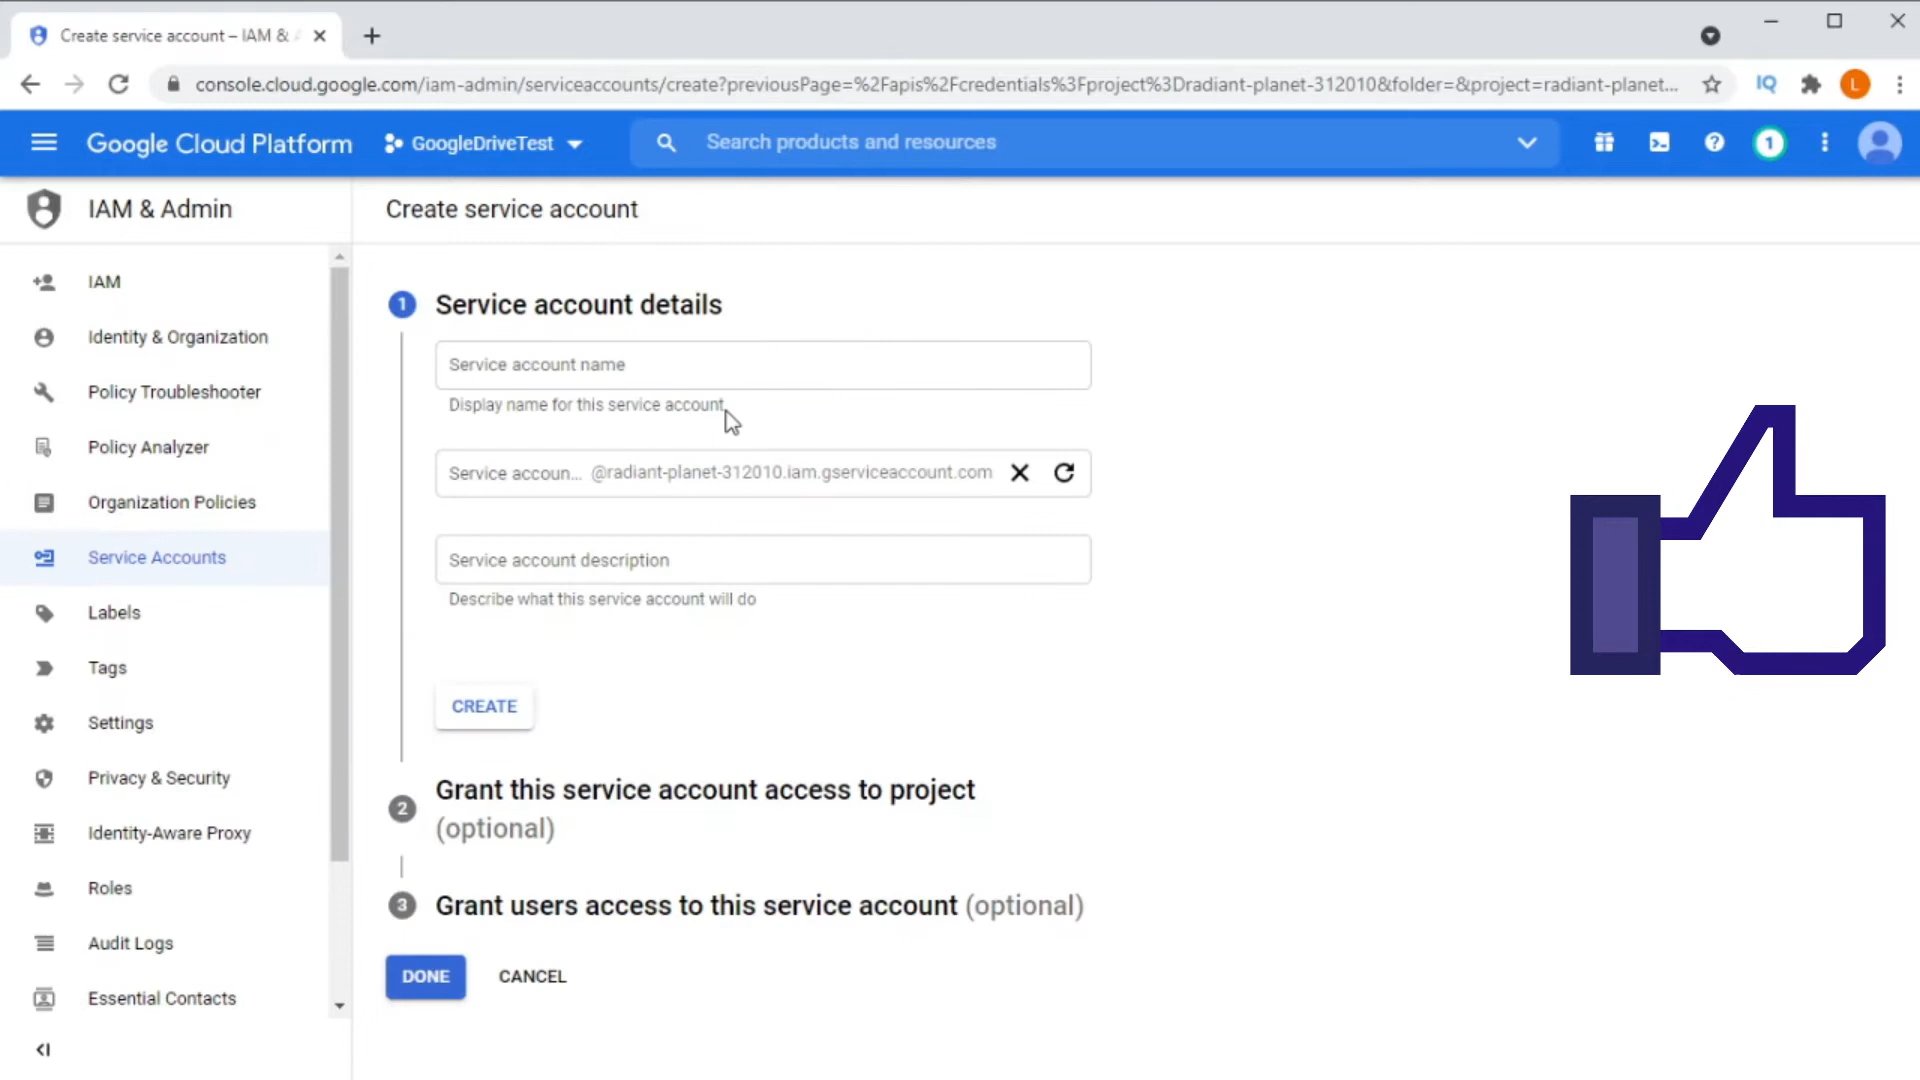 Create service account – IAM &
console.cloud.google.com/iam-admin/serviceaccounts/create?previousPage=%2Fapis%2Fcredentials%3Fproject%3Dradiant-planet-312010&folder=&project=radiant-planet...
IQ
L
Google Cloud Platform
GoogleDriveTest
Search products and resources
1
IAM & Admin
Create service account
IAM
Identity & Organization
Policy Troubleshooter
Policy Analyzer
Organization Policies
Service Accounts
Labels
Tags
Settings
Privacy & Security
Identity-Aware Proxy
Roles
Audit Logs
Essential Contacts
1 Service account details
Service account name
Display name for this service account
Service accoun... @radiant-planet-312010.iam.gserviceaccount.com
Service account description
Describe what this service account will do
CREATE
2 Grant this service account access to project
(optional)
3 Grant users access to this service account (optional)
DONE CANCEL